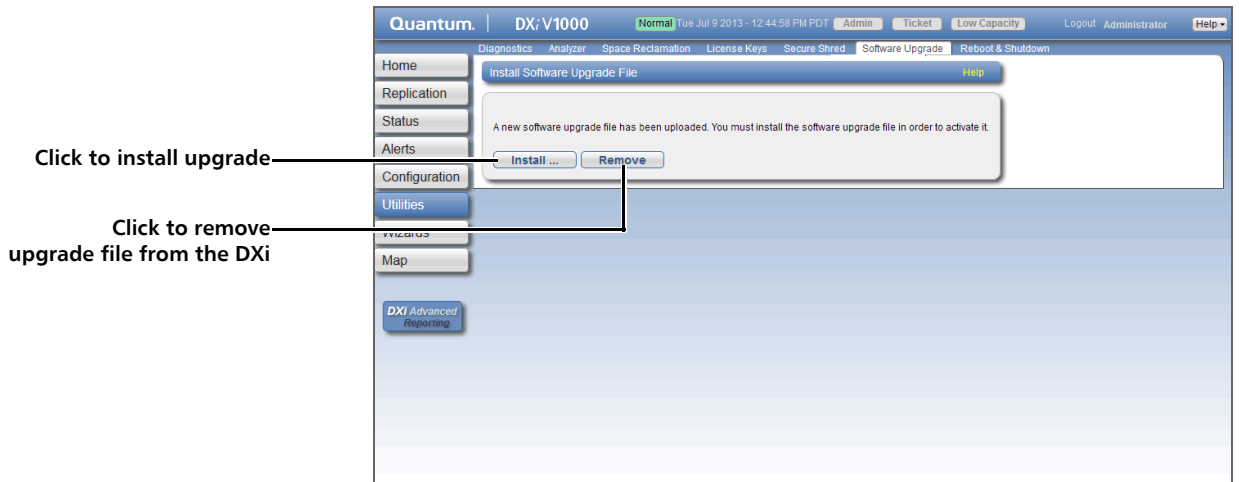 Quantum. DXi V1000 Normal Tue Jul 9 2013 - 12:44:58 PM PDT Admin Ticket Low Capacity Logout Administrator Help
Diagnostics Analyzer Space Reclamation License Keys Secure Shred Software Upgrade Reboot & Shutdown
Home
Install Software Upgrade File Help
Replication
Status
A new software upgrade file has been uploaded. You must install the software upgrade file in order to activate it.
Alerts
Click to install upgrade
Install ... Remove
Configuration
Utilities
Click to remove
upgrade file from the DXi
Wizards
Map
DXi Advanced
Reporting